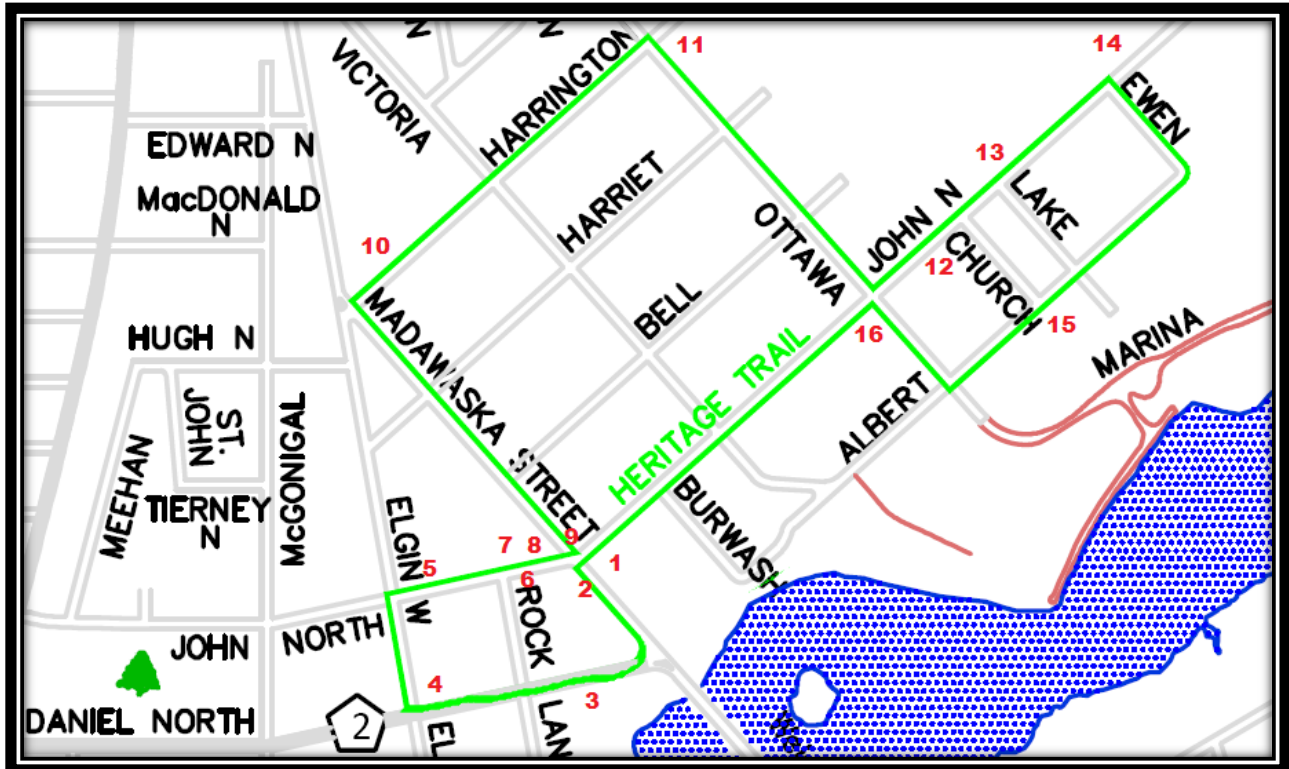 N
N
11
14
VICTORIA
HARRINGTON
EWEN
EDWARD N
13
MacDONALD
N
HARRIET
LAKE
JOHN N
10
OTTAWA
12
CHURCH
MADAWASKA STREET
BELL
15
HUGH N
16
MARINA
HERITAGE TRAIL
ST.
JOHN
McGONIGAL
ALBERT
MEEHAN
TIERNEY
N
ELGIN W
BURWASH
7
8
9
1
5
6
2
ROCK
JOHN
NORTH
4
3
DANIEL NORTH
2
EL
LAN